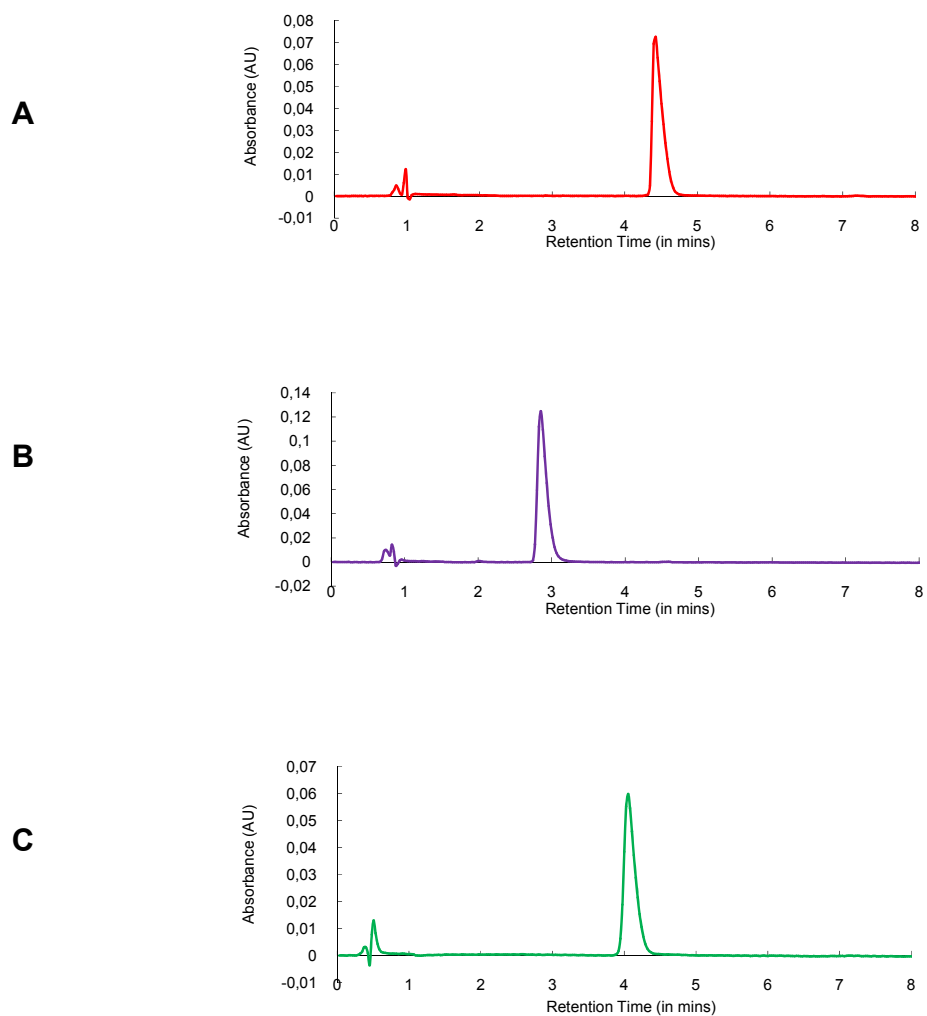 A
Absorbance (AU)
0,08
0,07
0,06
0,05
0,04
0,03
0,02
0,01
0
-0,01
0 1 2 3 4 5 6 7 8
Retention Time (in mins)
B
Absorbance (AU)
0,14
0,12
0,1
0,08
0,06
0,04
0,02
0
-0,02
0 1 2 3 4 5 6 7 8
Retention Time (in mins)
C
Absorbance (AU)
0,07
0,06
0,05
0,04
0,03
0,02
0,01
0
-0,01
0 1 2 3 4 5 6 7 8
Retention Time (in mins)